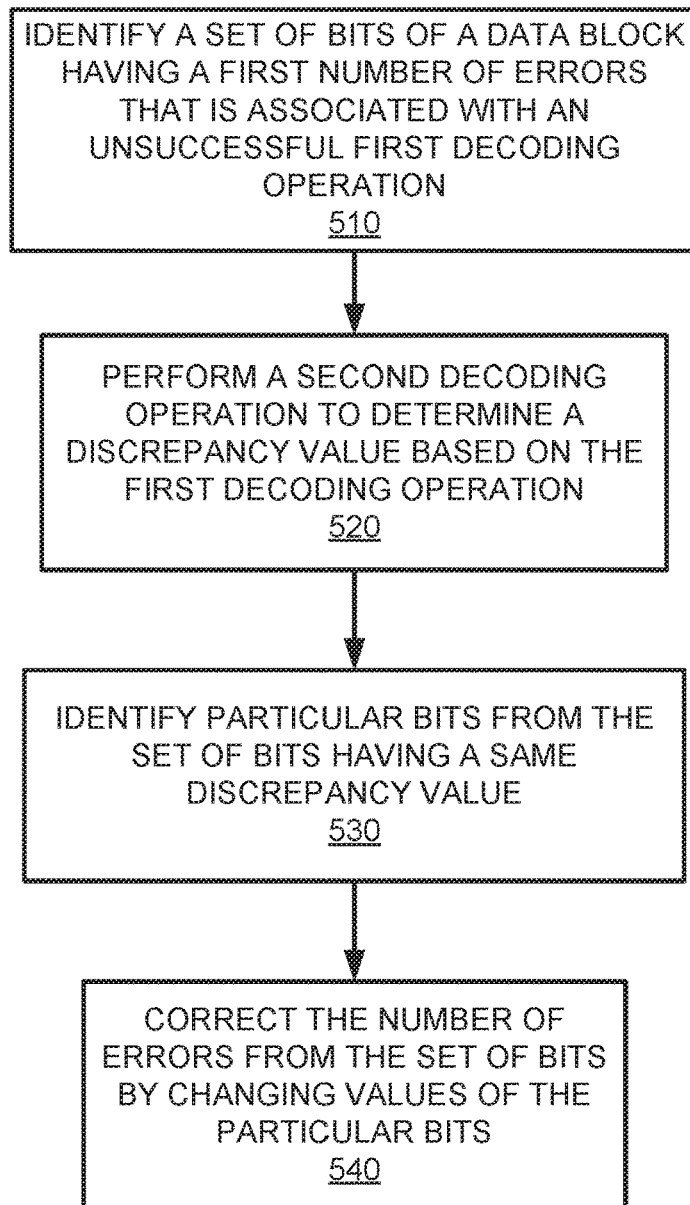 IDENTIFY A SET OF BITS OF A DATA BLOCK
HAVING A FIRST NUMBER OF ERRORS
THAT IS ASSOCIATED WITH AN
UNSUCCESSFUL FIRST DECODING
OPERATION
510
PERFORM A SECOND DECODING
OPERATION TO DETERMINE A
DISCREPANCY VALUE BASED ON THE
FIRST DECODING OPERATION
520
IDENTIFY PARTICULAR BITS FROM THE
SET OF BITS HAVING A SAME
DISCREPANCY VALUE
530
CORRECT THE NUMBER OF
ERRORS FROM THE SET OF BITS
BY CHANGING VALUES OF THE
PARTICULAR BITS
540